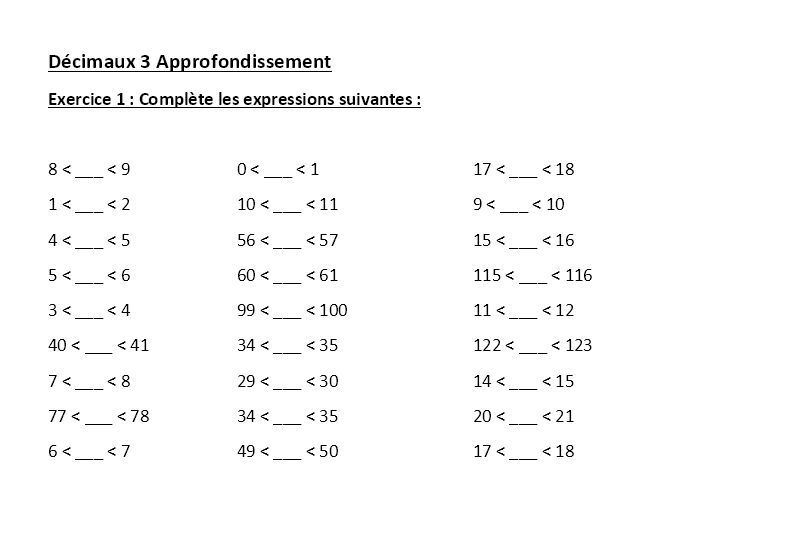 Décimaux 3 Approfondissement
Exercice 1 : Complète les expressions suivantes :
8 < ___ < 9 0 < ___ < 1 17 < ___ < 18
1 < ___ < 2 10 < ___ < 11 9 < ___ < 10
4 < ___ < 5 56 < ___ < 57 15 < ___ < 16
5 < ___ < 6 60 < ___ < 61 115 < ___ < 116
3 < ___ < 4 99 < ___ < 100 11 < ___ < 12
40 < ___ < 41 34 < ___ < 35 122 < ___ < 123
7 < ___ < 8 29 < ___ < 30 14 < ___ < 15
77 < ___ < 78 34 < ___ < 35 20 < ___ < 21
6 < ___ < 7 49 < ___ < 50 17 < ___ < 18